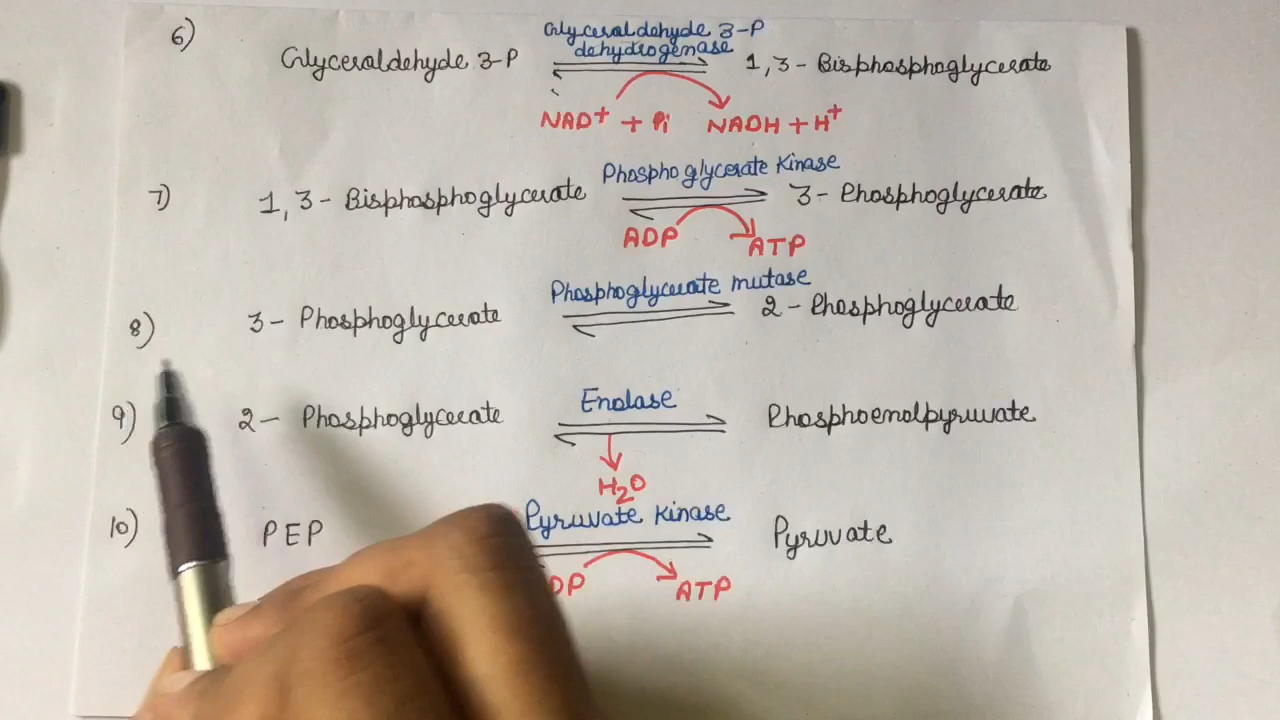 6) Glyceraldehyde 3-P Glyceraldehyde 3-P dehydrogenase 1,3-Bisphosphoglycerate
NAD+ + Pi NADH + H+
7) 1,3-Bisphosphoglycerate Phosphoglycerate Kinase 3-Phosphoglycerate
ADP ATP
8) 3-Phosphoglycerate Phosphoglycerate mutase 2-Phosphoglycerate
9) 2-Phosphoglycerate Enolase Phosphoenolpyruvate
H2O
10) PEP Pyruvate Kinase Pyruvate
DP ATP